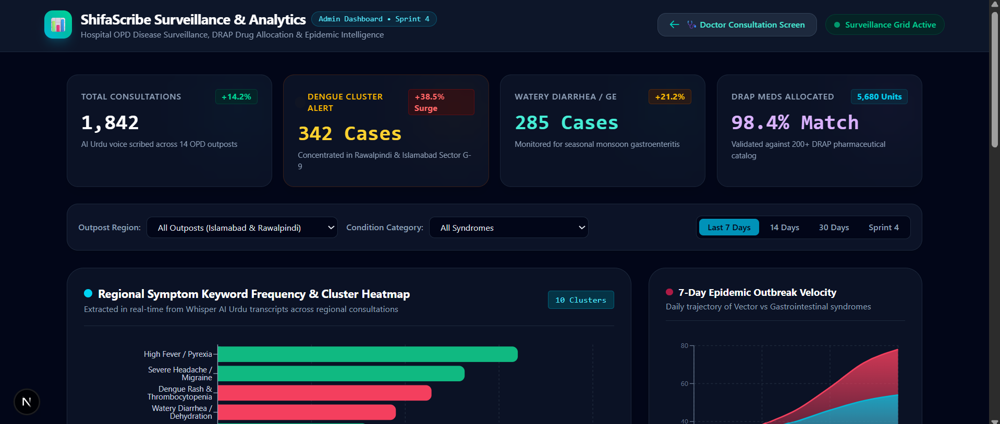 ShifaScribe Surveillance & Analytics
Admin Dashboard • Sprint 4
Hospital OPD Disease Surveillance, DRAP Drug Allocation & Epidemic Intelligence
← Doctor Consultation Screen
Surveillance Grid Active
TOTAL CONSULTATIONS
+14.2%
1,842
AI Urdu voice scribed across 14 OPD outposts
DENGUE CLUSTER
ALERT
+38.5%
Surge
342 Cases
Concentrated in Rawalpindi & Islamabad Sector G-
9
WATERY DIARRHEA / GE
+21.2%
285 Cases
Monitored for seasonal monsoon gastroenteritis
DRAP MEDS ALLOCATED
5,680 Units
98.4% Match
Validated against 200+ DRAP pharmaceutical
catalog
Outpost Region:
All Outposts (Islamabad & Rawalpindi)
Condition Category:
All Syndromes
Last 7 Days
14 Days
30 Days
Sprint 4
Regional Symptom Keyword Frequency & Cluster Heatmap
Extracted in real-time from Whisper AI Urdu transcripts across regional consultations
10 Clusters
High Fever / Pyrexia
Severe Headache /
Migraine
Dengue Rash &
Thrombocytopenia
Watery Diarrhea /
Dehydration
7-Day Epidemic Outbreak Velocity
Daily trajectory of Vector vs Gastrointestinal syndromes
80
60
40
N